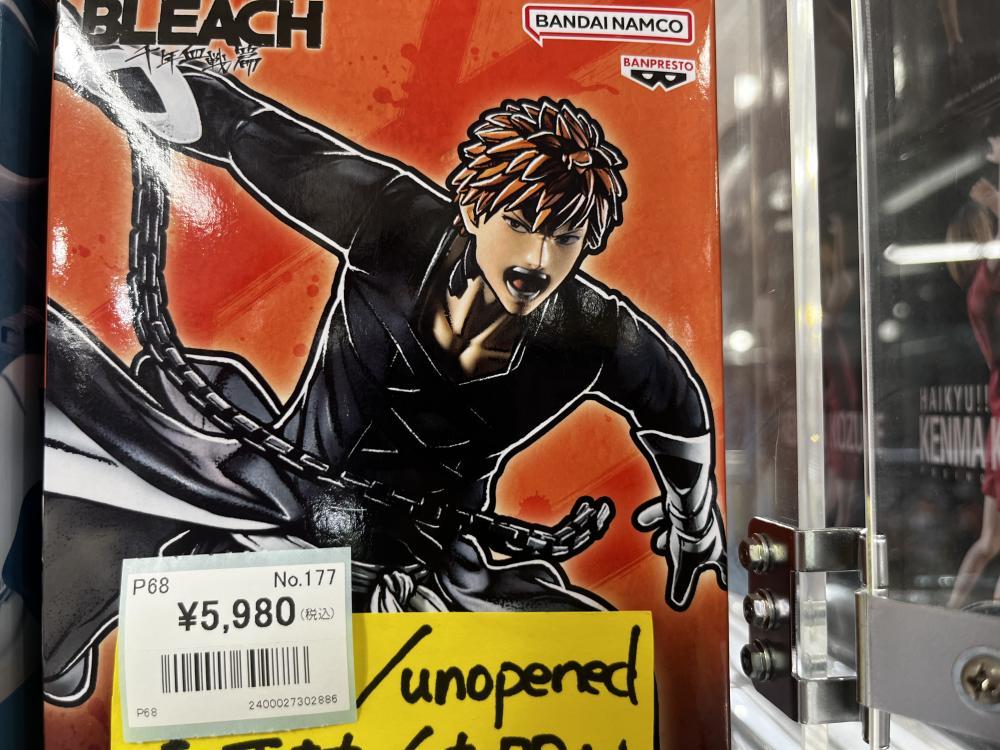 BLEACH
千年血戦篇
BANDAI NAMCO
BANPRESTO
HAIKYU!!
KENMA
P68
No.177
¥5,980(税込)
P68
2400027302886
/unopened